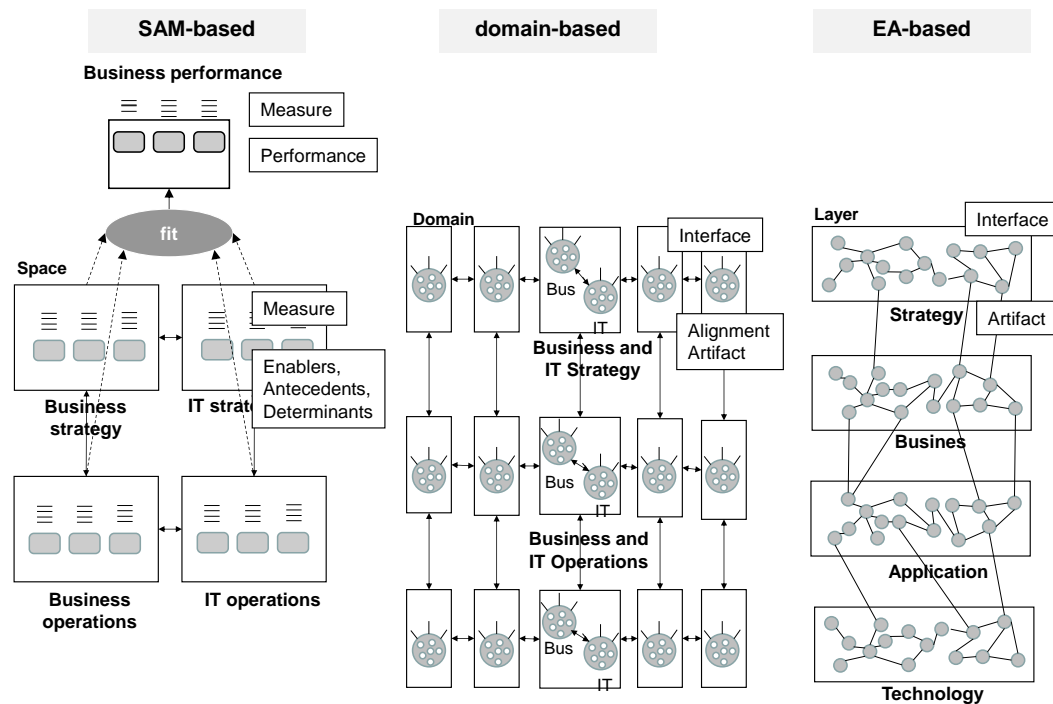 SAM-based
Business performance
Measure
Performance
fit
Space
Measure
Enablers,
Antecedents,
Determinants
Business
strategy
IT strate
Business
operations
IT operations
domain-based
Domain
Interface
Bus
IT
Alignment
Artifact
Business and
IT Strategy
Bus
IT
Business and
IT Operations
Bus
IT
EA-based
Layer
Interface
Strategy
Artifact
Busines
Application
Technology